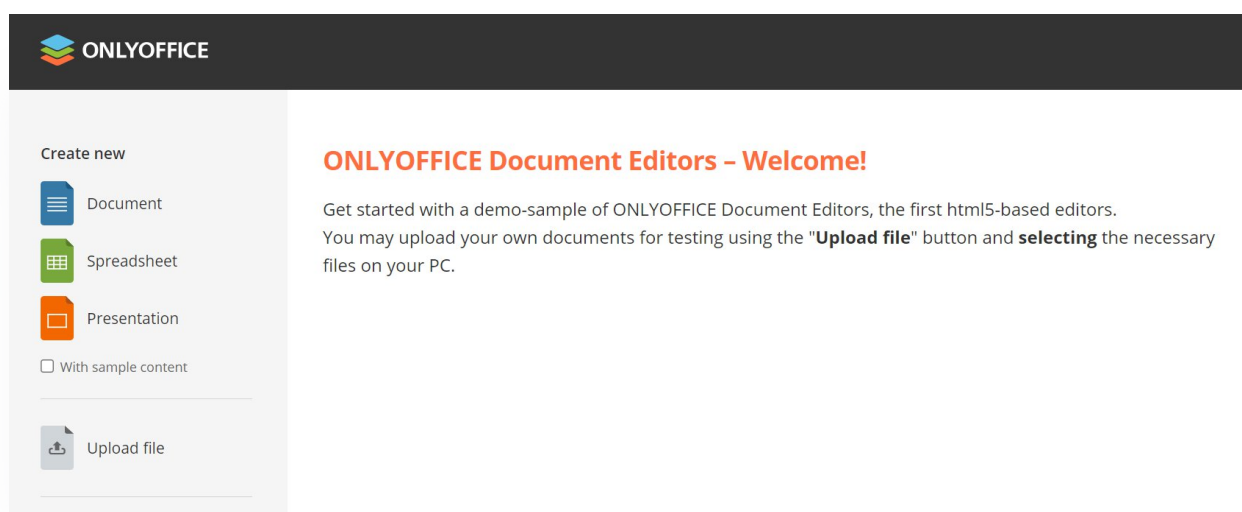 ONLYOFFICE
Create new
Document
Spreadsheet
Presentation
With sample content
Upload file
ONLYOFFICE Document Editors – Welcome!
Get started with a demo-sample of ONLYOFFICE Document Editors, the first html5-based editors.
You may upload your own documents for testing using the "Upload file" button and selecting the necessary
files on your PC.